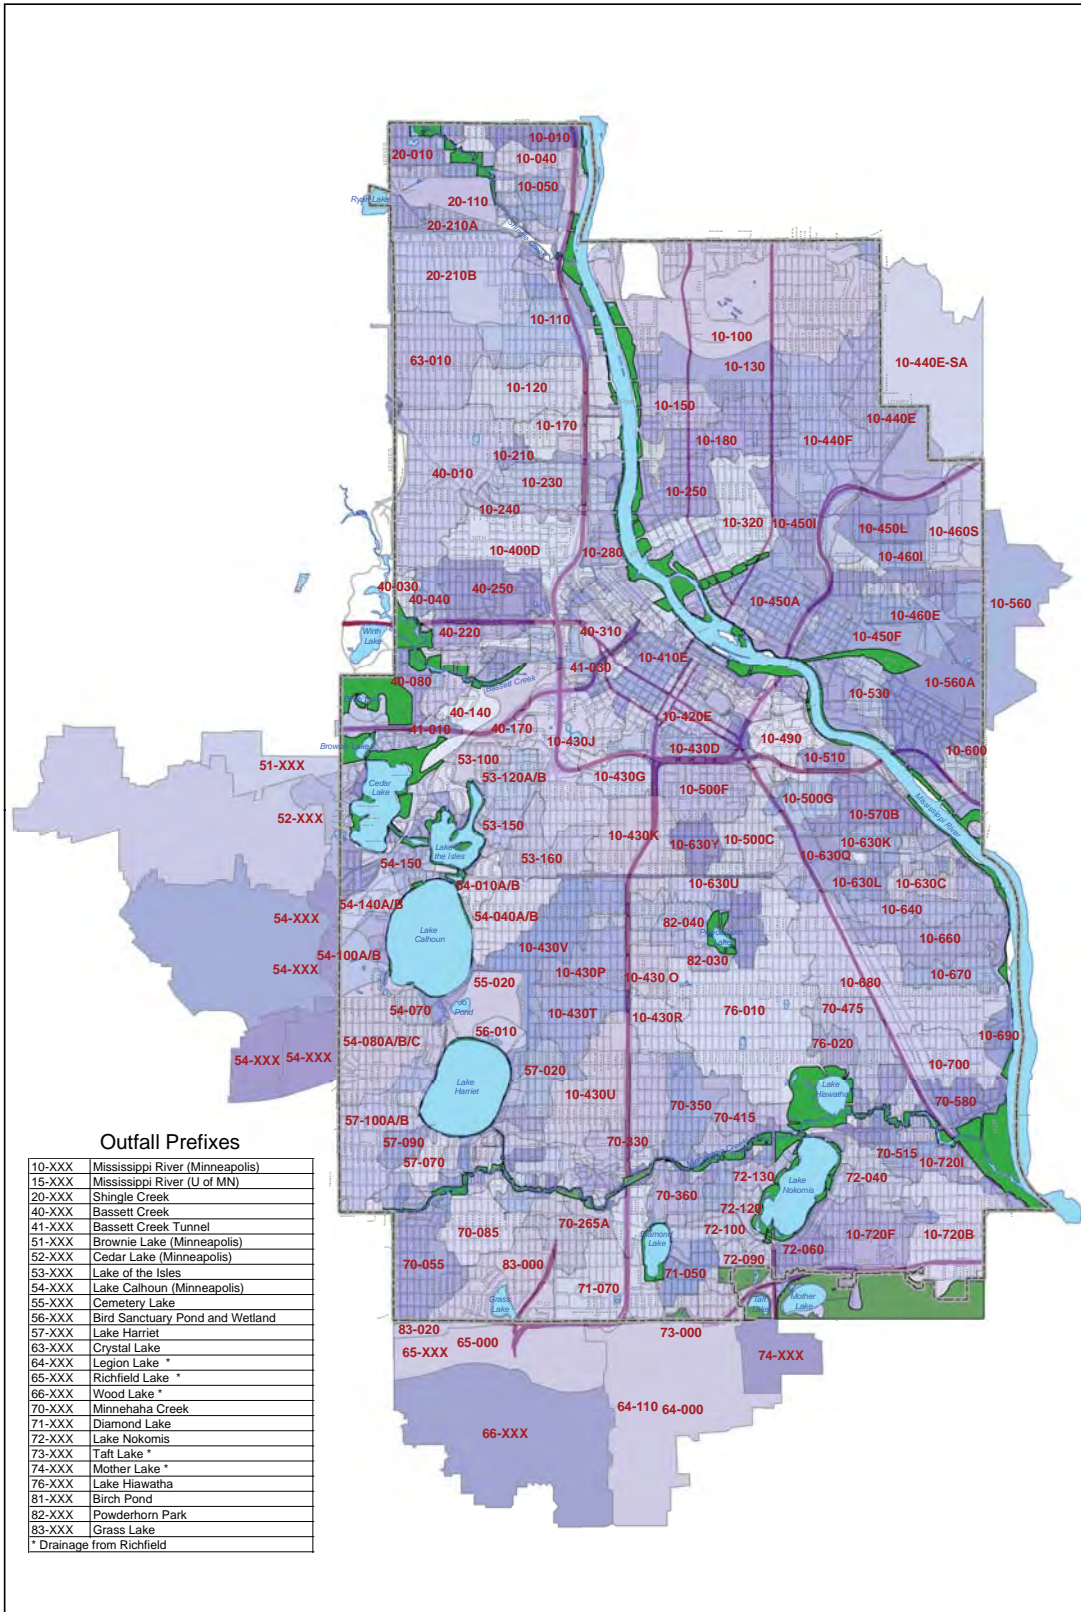 10-010
20-010
10-040
10-050
Ryan Lake
20-110
20-210A
Shingle Creek
20-210B
10-110
10-100
63-010
10-130
10-440E-SA
10-120
10-150
10-170
10-180
10-440F
10-440E
10-210
40-010
10-230
10-250
10-240
10-320
10-450I
10-450L
10-460S
10-400D
10-280
10-460I
40-030
40-250
40-040
10-450A
10-560
10-460E
Wirth
Lake
40-220
40-310
10-450F
10-410E
41-030
40-080
Bassett Creek
10-560A
10-530
40-140
10-420E
41-010
40-170
10-430J
10-490
Brownie Lake
10-430D
10-510
10-600
51-XXX
53-100
53-120A/B
10-430G
Cedar
Lake
10-500F
10-500G
52-XXX
10-570B
Mississippi River
53-150
10-430K
10-630Y
10-500C
10-630K
Lake
the Isles
54-150
53-160
10-630Q
54-010A/B
10-630U
10-630L
10-630C
54-140A/B
54-XXX
54-040A/B
82-040
10-640
Lake
Calhoun
Powderhorn
Lake
54-100A/B
10-430V
82-030
10-660
54-XXX
10-430P
10-430 O
10-670
55-020
10-680
54-070
Jo
Pond
10-430T
10-430R
76-010
70-475
56-010
10-690
54-080A/B/C
76-020
54-XXX
54-XXX
10-700
57-020
Lake
Harriet
Lake
Hiawatha
10-430U
70-580
57-100A/B
70-350
70-415
57-090
70-330
57-070
Minnehaha Creek
70-515
10-720I
72-130
72-040
Lake
Nokomis
70-360
72-120
70-085
70-265A
72-100
10-720F
10-720B
Diamond
Lake
72-060
70-055
83-000
72-090
71-050
71-070
Grass
Lake
Taft
Lake
Mother
Lake
83-020
65-000
73-000
65-XXX
74-XXX
64-110
64-000
66-XXX
Outfall Prefixes
10-XXX Mississippi River (Minneapolis)
15-XXX Mississippi River (U of MN)
20-XXX Shingle Creek
40-XXX Bassett Creek
41-XXX Bassett Creek Tunnel
51-XXX Brownie Lake (Minneapolis)
52-XXX Cedar Lake (Minneapolis)
53-XXX Lake of the Isles
54-XXX Lake Calhoun (Minneapolis)
55-XXX Cemetery Lake
56-XXX Bird Sanctuary Pond and Wetland
57-XXX Lake Harriet
63-XXX Crystal Lake
64-XXX Legion Lake *
65-XXX Richfield Lake *
66-XXX Wood Lake *
70-XXX Minnehaha Creek
71-XXX Diamond Lake
72-XXX Lake Nokomis
73-XXX Taft Lake *
74-XXX Mother Lake *
76-XXX Lake Hiawatha
81-XXX Birch Pond
82-XXX Powderhorn Park
83-XXX Grass Lake
* Drainage from Richfield